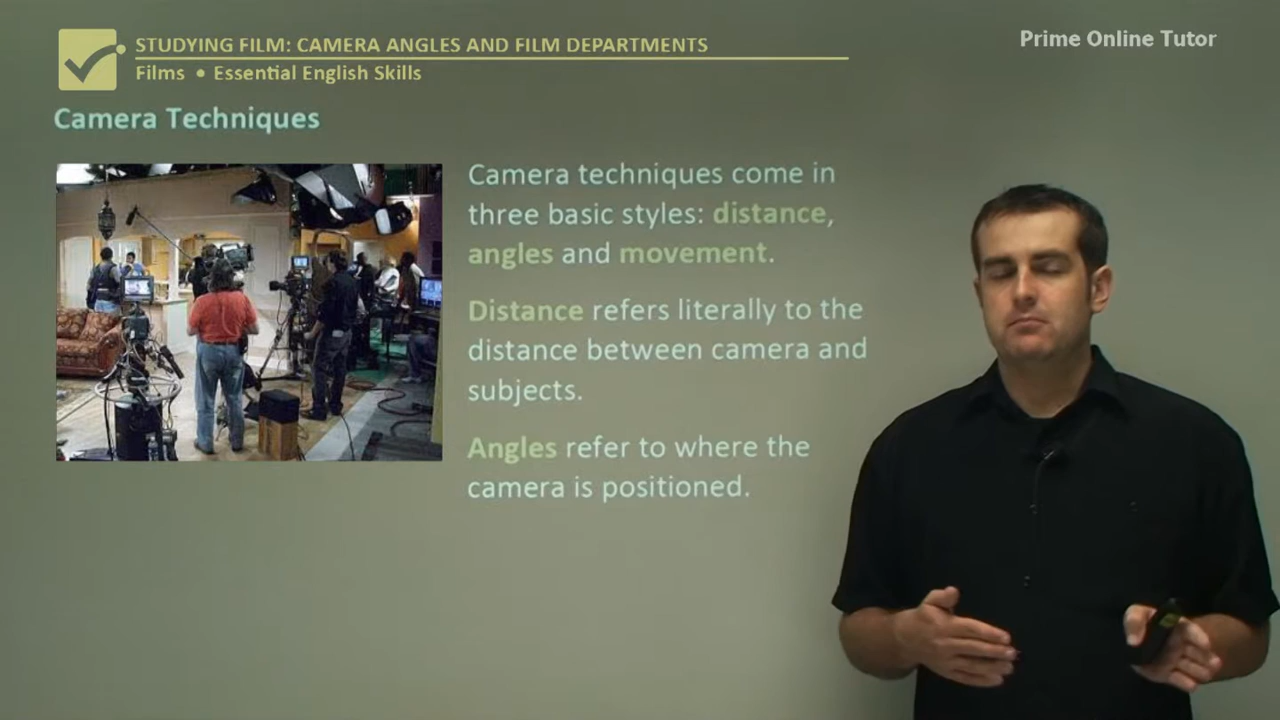 STUDYING FILM: CAMERA ANGLES AND FILM DEPARTMENTS
Films • Essential English Skills
Prime Online Tutor
Camera Techniques
Camera techniques come in
three basic styles: distance,
angles and movement.
Distance refers literally to the
distance between camera and
subjects.
Angles refer to where the
camera is positioned.